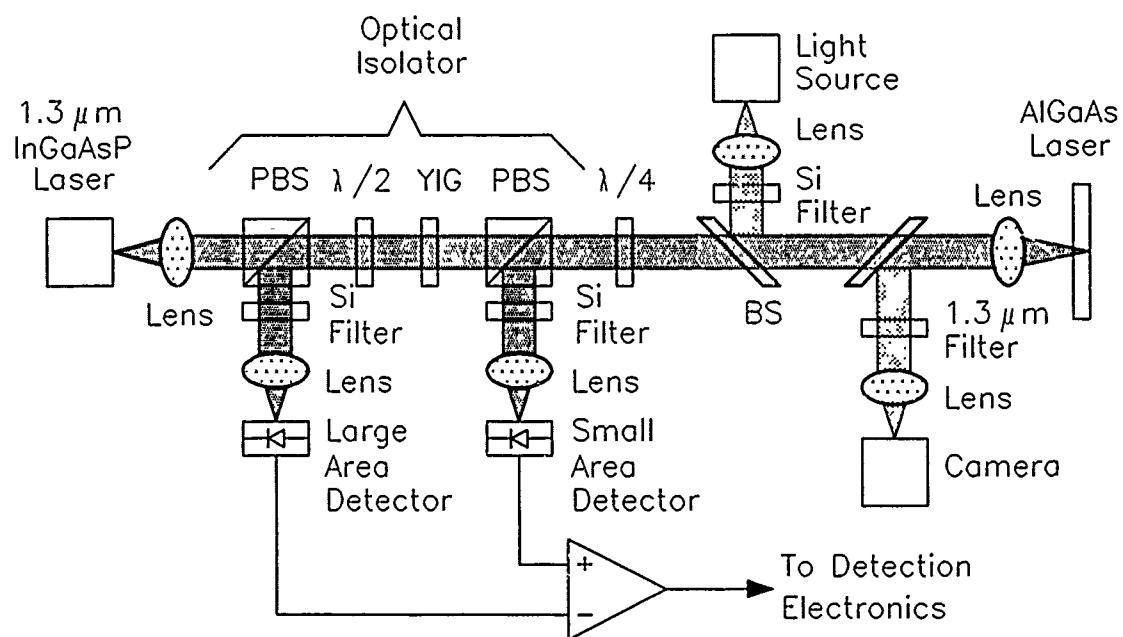 Optical
Isolator
Light
Source
1.3 μm
InGaAsP
Laser
AlGaAs
Laser
Lens
PBS
λ/2
YIG
PBS
λ/4
Si
Filter
Lens
Lens
Si
Filter
Si
Filter
BS
1.3 μm
Filter
Lens
Lens
Lens
Large
Area
Detector
Small
Area
Detector
Camera
+
−
To Detection
Electronics